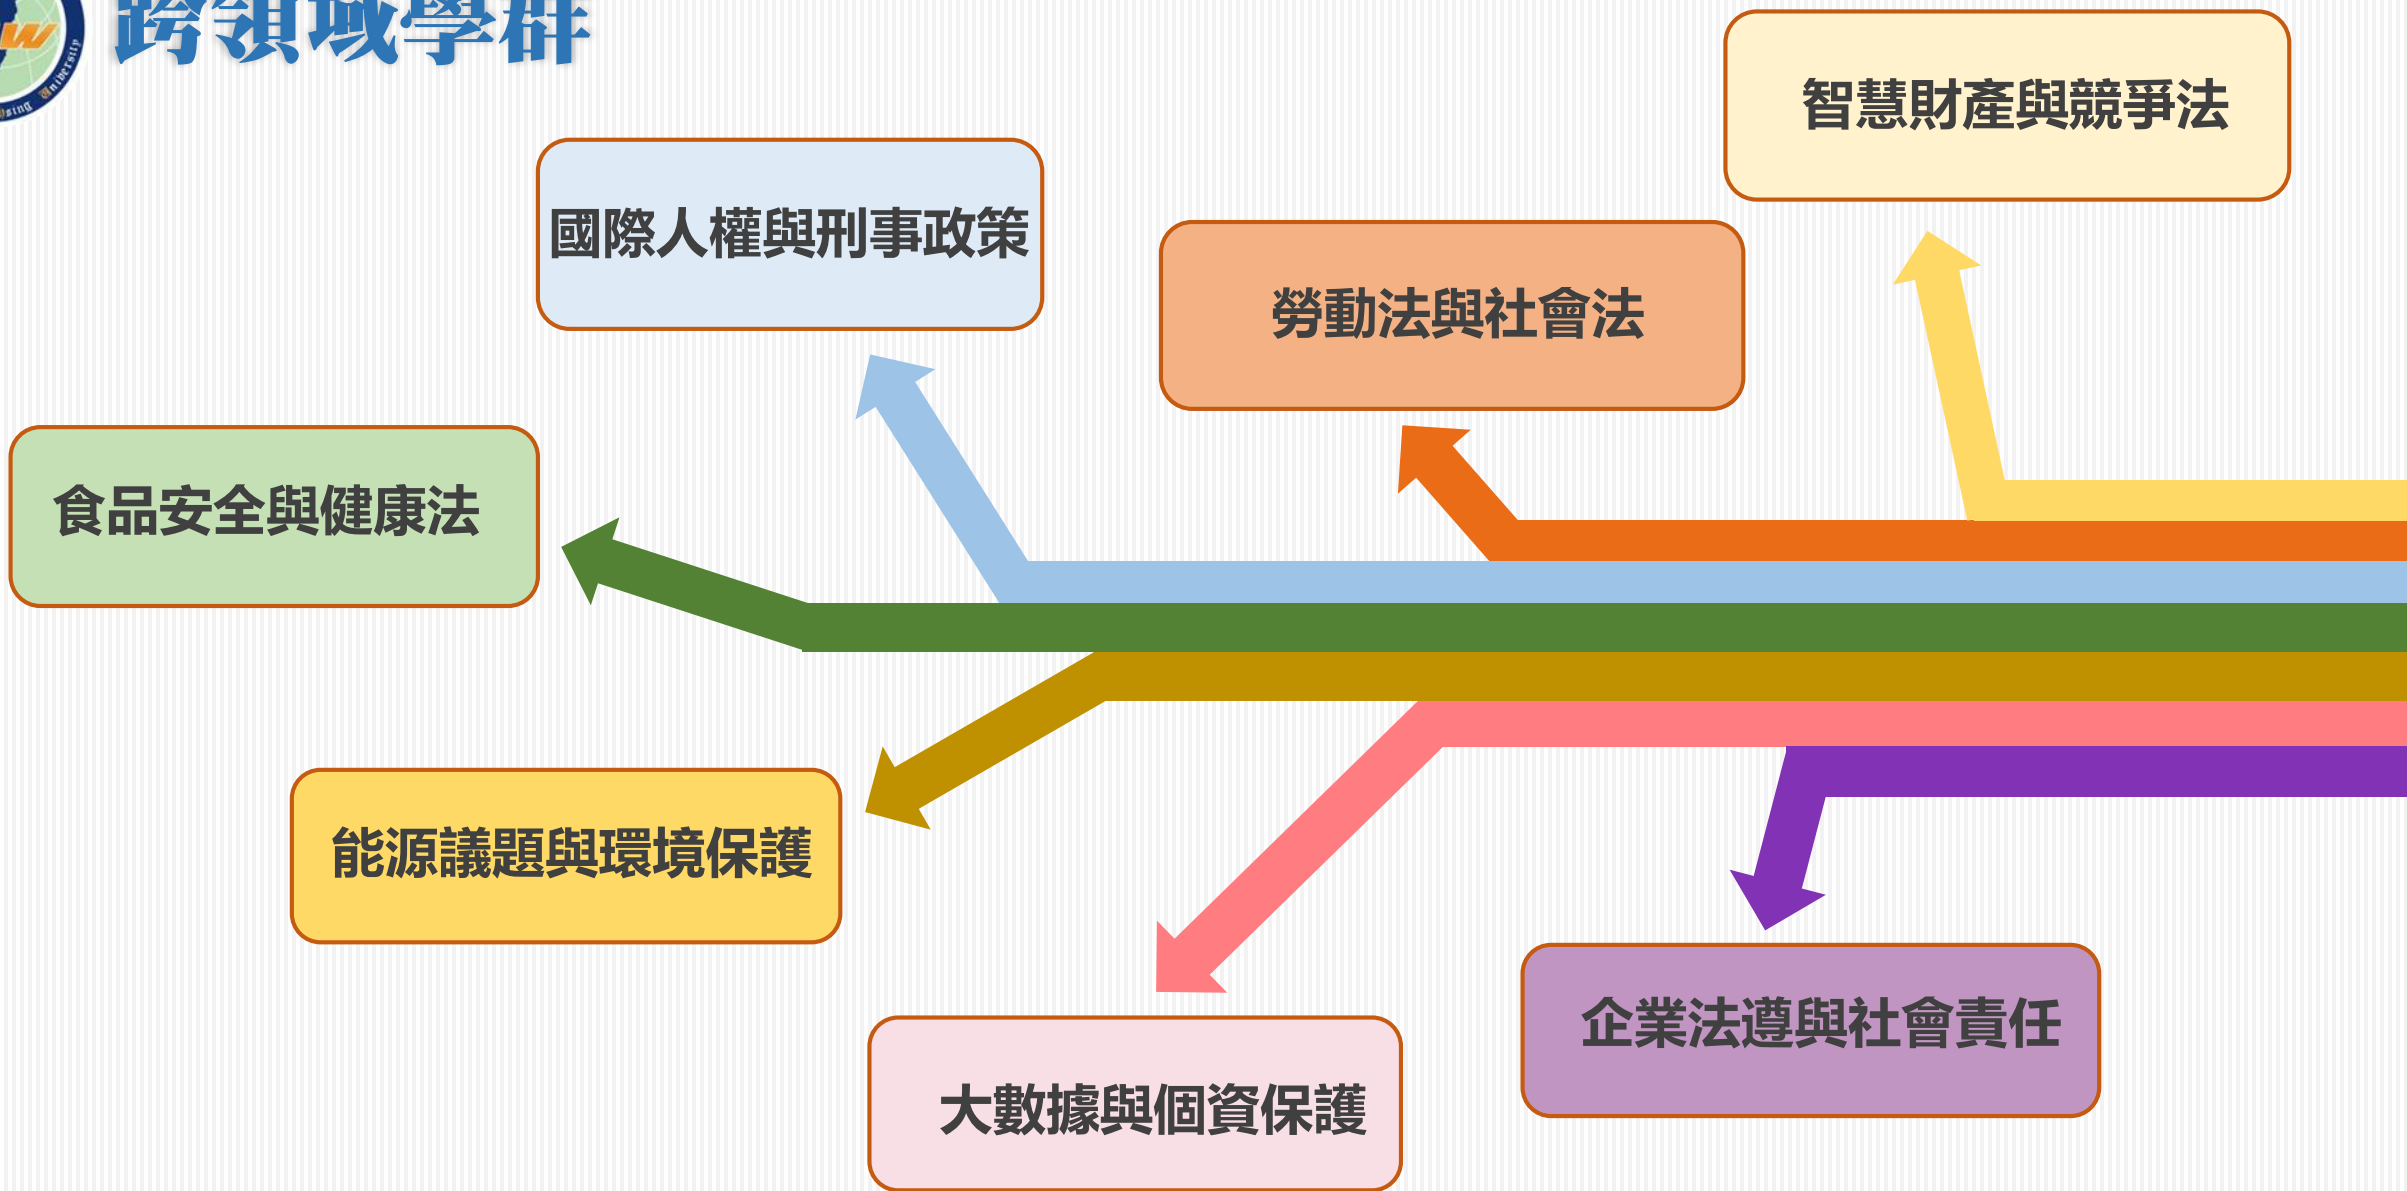 跨領域學群
智慧財產與競爭法
國際人權與刑事政策
勞動法與社會法
食品安全與健康法
能源議題與環境保護
企業法遵與社會責任
大數據與個資保護
University